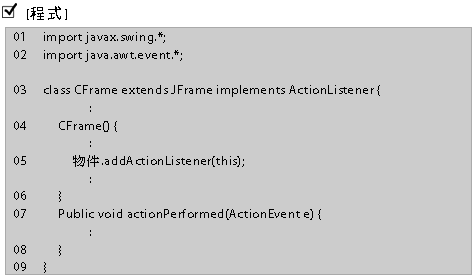 [程式]
01 import javax.swing.*;
02 import java.awt.event.*;
03 class CFrame extends JFrame implements ActionListener {
:
04 CFrame() {
:
05 物件.addActionListener(this);
:
06 }
07 Public void actionPerformed(ActionEvent e) {
:
08 }
09 }